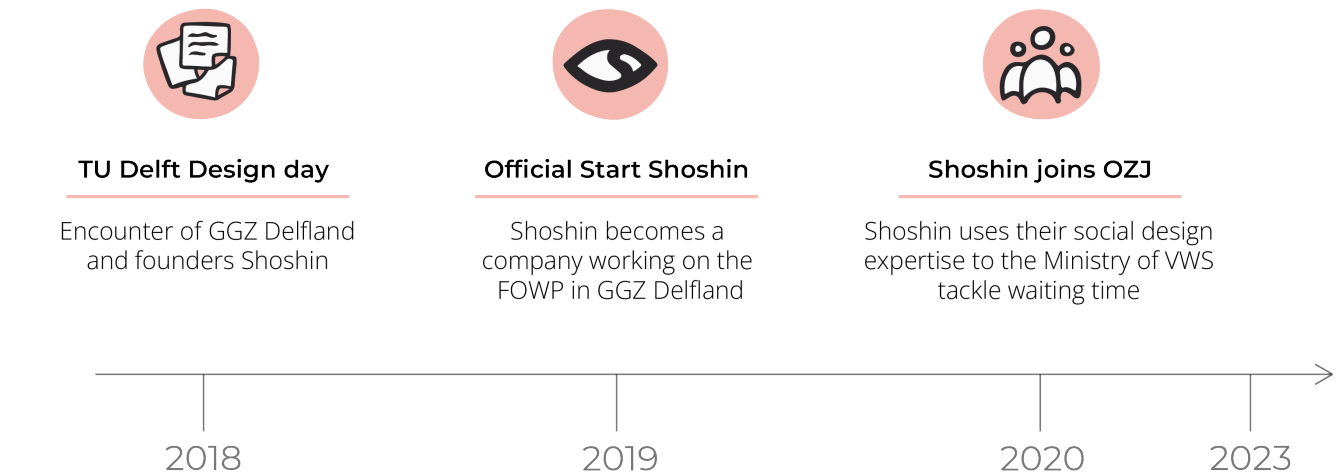 TU Delft Design day
Encounter of GGZ Delfland
and founders Shoshin
Official Start Shoshin
Shoshin becomes a
company working on the
FOWP in GGZ Delfland
Shoshin joins OZJ
Shoshin uses their social design
expertise to the Ministry of VWS
tackle waiting time
2018
2019
2020
2023